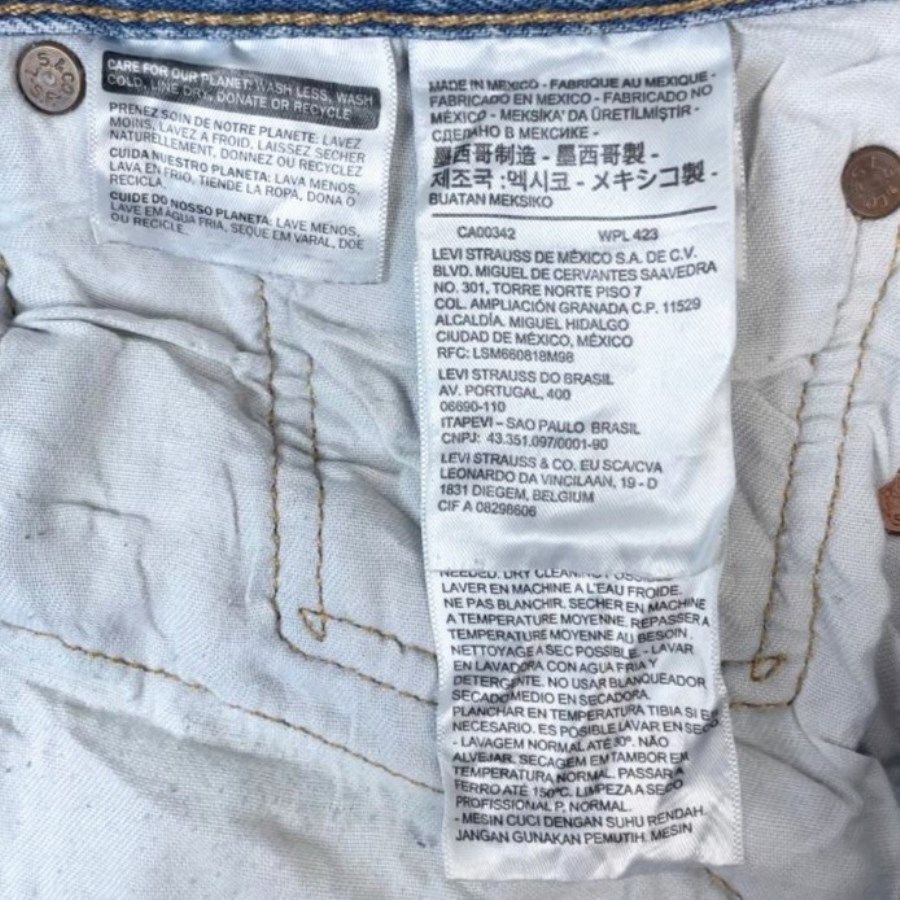 CARE FOR OUR PLANET: WASH LESS, WASH
COLD, LINE DRY, DONATE OR RECYCLE
PRENEZ SOIN DE NOTRE PLANETE: LAVEZ
MOINS, LAVEZ A FROID, LAISSEZ SECHER
NATURELLEMENT, DONNEZ OU RECYCLEZ
CUIDA NUESTRO PLANETA: LAVA MENOS,
LAVA EN FRIO, TIENDE LA ROPA, DONA O
RECICLA.
CUIDE DO NOSSO PLANETA: LAVE MENOS,
LAVE EM AGUA FRIA, SEQUE EM VARAL, DOE
OU RECICLE.
MADE IN MEXICO - FABRIQUE AU MEXIQUE -
FABRICADO EN MEXICO - FABRICADO NO
MÉXICO - MEKSİKA' DA ÜRETİLMİŞTİR -
СДЕЛАНО В МЕКСИКЕ -
墨西哥制造 - 墨西哥製 -
제조국 :멕시코 - メキシコ製 -
BUATAN MEKSIKO
CA00342 WPL 423
LEVI STRAUSS DE MÉXICO S.A. DE C.V.
BLVD. MIGUEL DE CERVANTES SAAVEDRA
NO. 301, TORRE NORTE PISO 7
COL. AMPLIACIÓN GRANADA C.P. 11529
ALCALDÍA. MIGUEL HIDALGO
CIUDAD DE MÉXICO, MÉXICO
RFC: LSM660818M98
LEVI STRAUSS DO BRASIL
AV. PORTUGAL, 400
06690-110
ITAPEVI – SAO PAULO BRASIL
CNPJ: 43.351.097/0001-90
LEVI STRAUSS & CO. EU SCA/CVA
LEONARDO DA VINCILAAN, 19 - D
1831 DIEGEM, BELGIUM
CIF A 08298606
NEEDED. DRY CLEANING POSSIBLE
LAVER EN MACHINE A L'EAU FROIDE.
NE PAS BLANCHIR. SECHER EN MACHINE
A TEMPERATURE MOYENNE. REPASSER A
TEMPERATURE MOYENNE AU BESOIN.
NETTOYAGE A SEC POSSIBLE. - LAVAR
EN LAVADORA CON AGUA FRIA Y
DETERGENTE. NO USAR BLANQUEADOR
SECADO MEDIO EN SECADORA.
PLANCHAR EN TEMPERATURA TIBIA SI ES
NECESARIO. ES POSIBLE LAVAR EN SECO
- LAVAGEM NORMAL ATÉ 30º. NÃO
ALVEJAR. SECAGEM EM TAMBOR EM
TEMPERATURA NORMAL. PASSAR A
FERRO ATÉ 150ºC. LIMPEZA A SECO
PROFISSIONAL P, NORMAL.
- MESIN CUCI DENGAN SUHU RENDAH.
JANGAN GUNAKAN PEMUTIH. MESIN